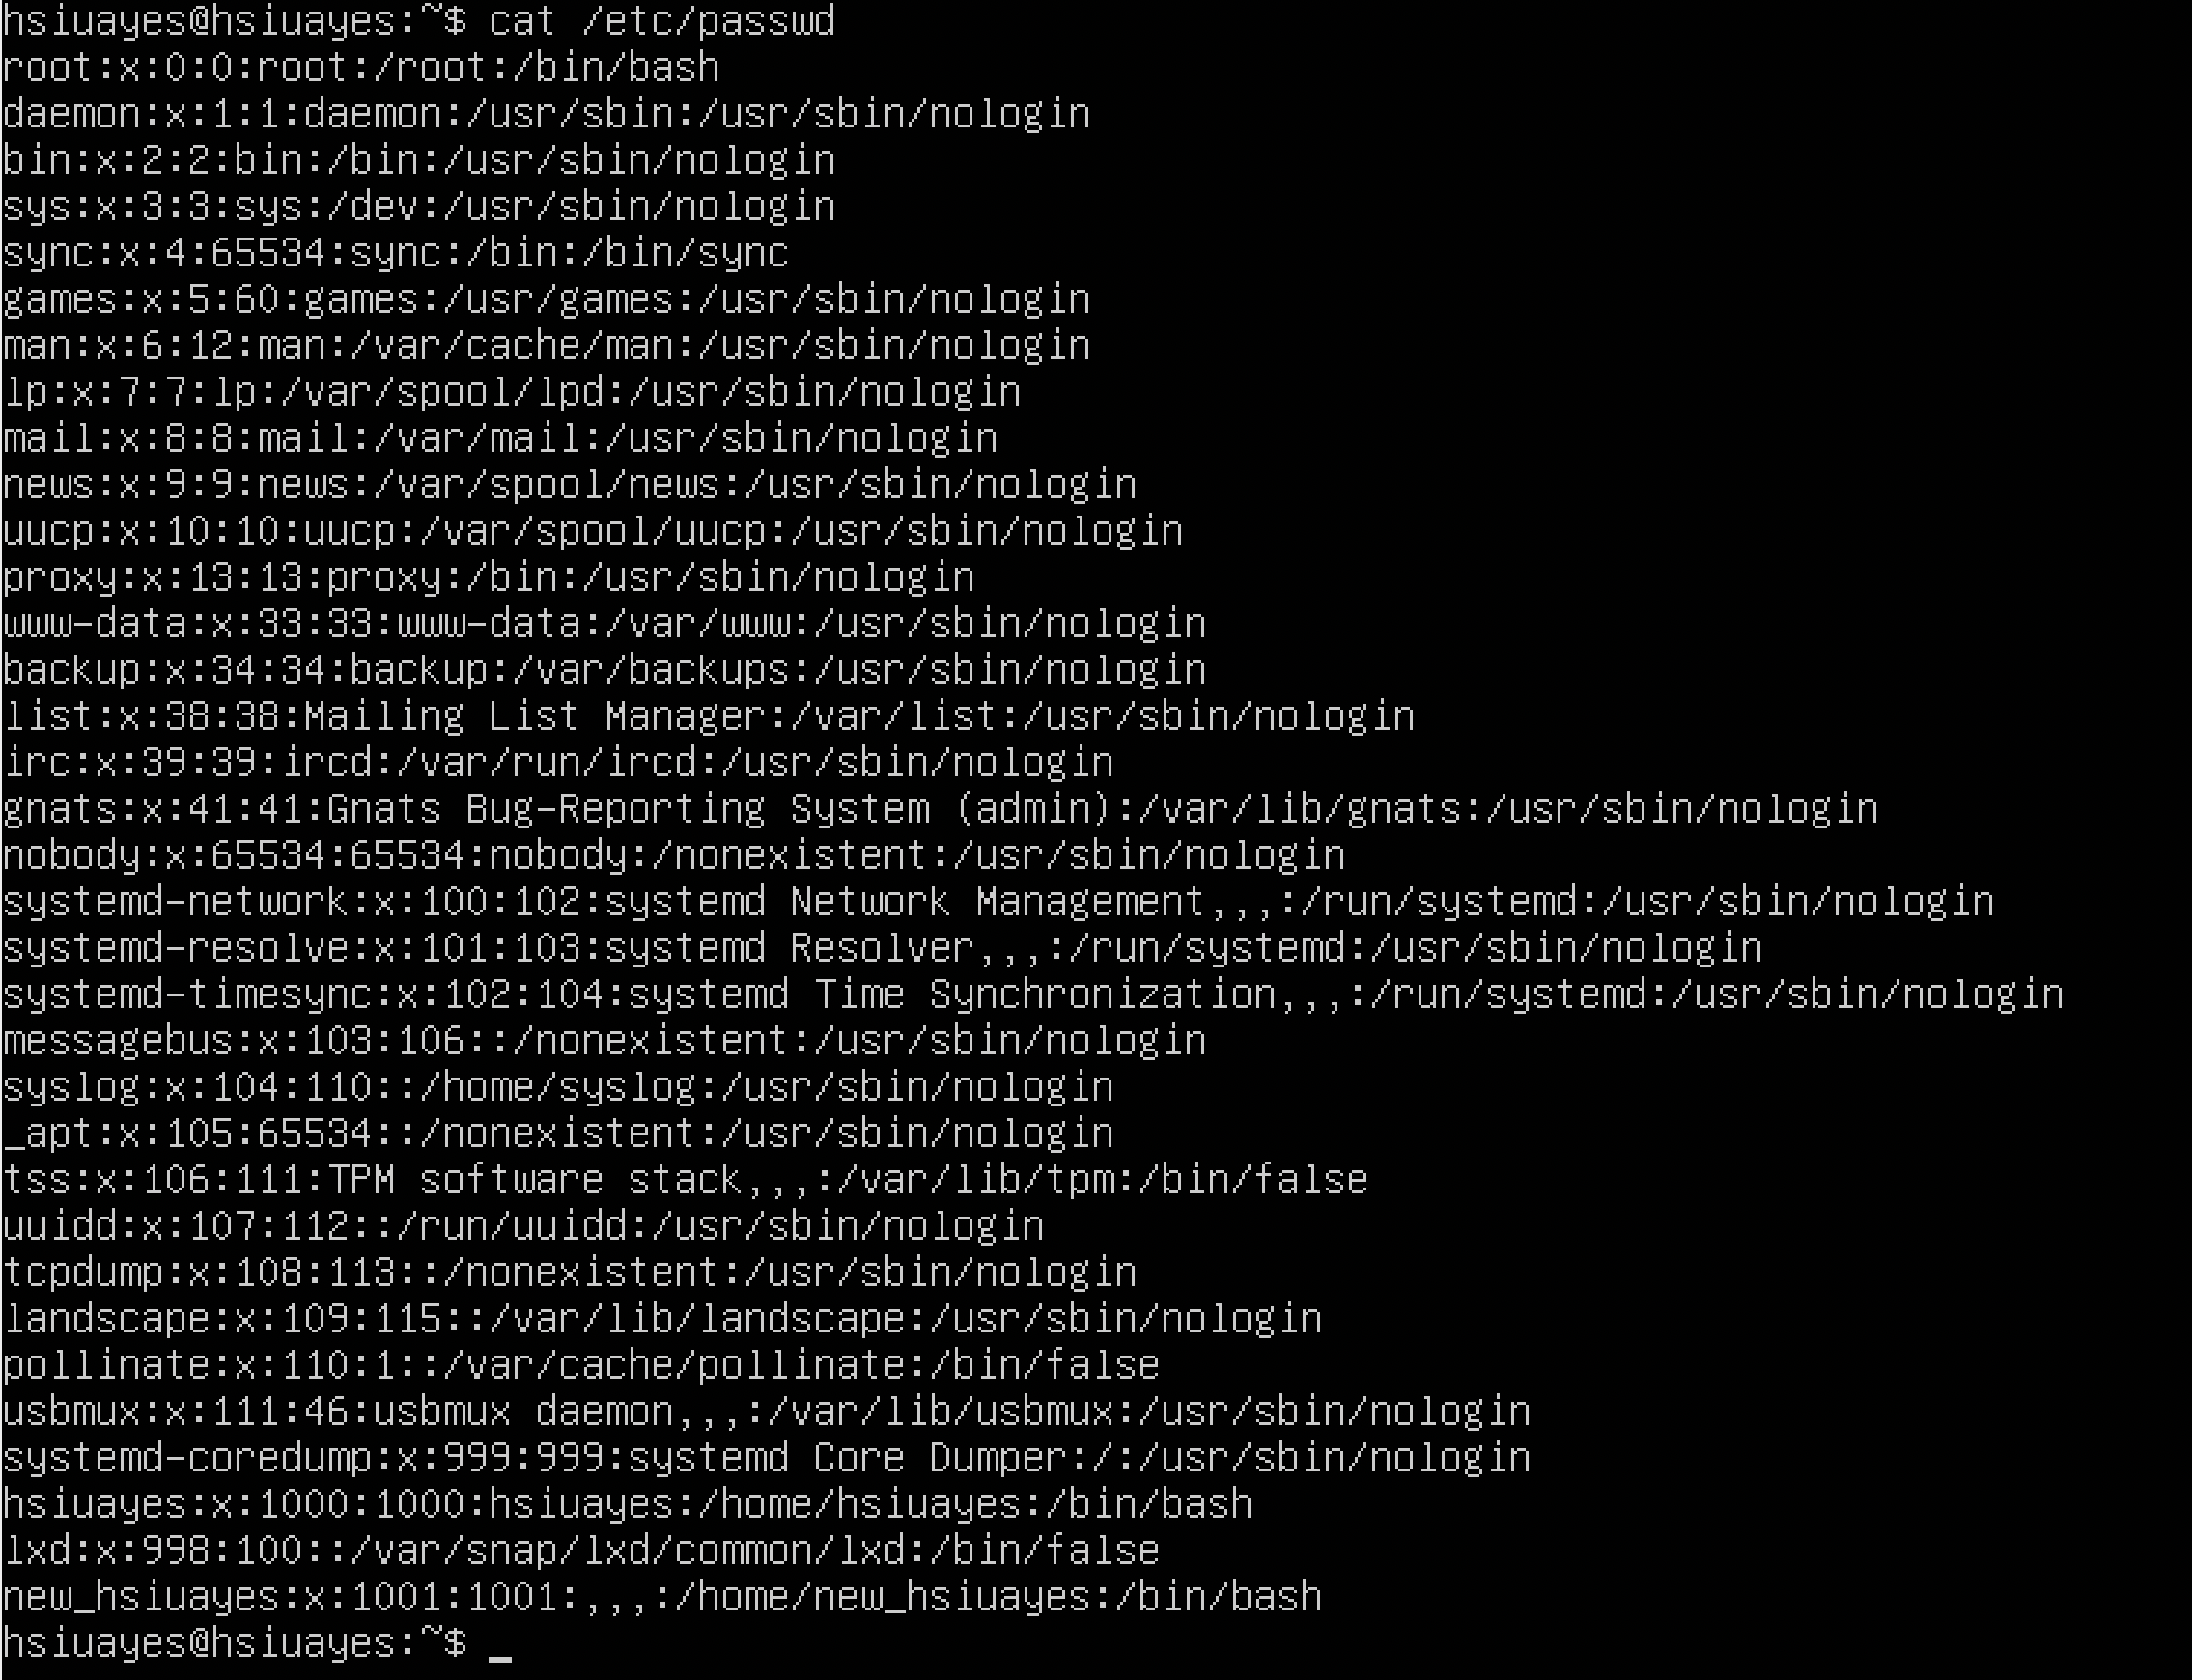 hsiuayes@hsiuayes:~$ cat /etc/passwd
root:x:0:0:root:/root:/bin/bash
daemon:x:1:1:daemon:/usr/sbin:/usr/sbin/nologin
bin:x:2:2:bin:/bin:/usr/sbin/nologin
sys:x:3:3:sys:/dev:/usr/sbin/nologin
sync:x:4:65534:sync:/bin:/bin/sync
games:x:5:60:games:/usr/games:/usr/sbin/nologin
man:x:6:12:man:/var/cache/man:/usr/sbin/nologin
lp:x:7:7:lp:/var/spool/lpd:/usr/sbin/nologin
mail:x:8:8:mail:/var/mail:/usr/sbin/nologin
news:x:9:9:news:/var/spool/news:/usr/sbin/nologin
uucp:x:10:10:uucp:/var/spool/uucp:/usr/sbin/nologin
proxy:x:13:13:proxy:/bin:/usr/sbin/nologin
www-data:x:33:33:www-data:/var/www:/usr/sbin/nologin
backup:x:34:34:backup:/var/backups:/usr/sbin/nologin
list:x:38:38:Mailing List Manager:/var/list:/usr/sbin/nologin
irc:x:39:39:ircd:/var/run/ircd:/usr/sbin/nologin
gnats:x:41:41:Gnats Bug-Reporting System (admin):/var/lib/gnats:/usr/sbin/nologin
nobody:x:65534:65534:nobody:/nonexistent:/usr/sbin/nologin
systemd-network:x:100:102:systemd Network Management,,,:/run/systemd:/usr/sbin/nologin
systemd-resolve:x:101:103:systemd Resolver,,,:/run/systemd:/usr/sbin/nologin
systemd-timesync:x:102:104:systemd Time Synchronization,,,:/run/systemd:/usr/sbin/nologin
messagebus:x:103:106::/nonexistent:/usr/sbin/nologin
syslog:x:104:110::/home/syslog:/usr/sbin/nologin
_apt:x:105:65534::/nonexistent:/usr/sbin/nologin
tss:x:106:111:TPM software stack,,,:/var/lib/tpm:/bin/false
uuidd:x:107:112::/run/uuidd:/usr/sbin/nologin
tcpdump:x:108:113::/nonexistent:/usr/sbin/nologin
landscape:x:109:115::/var/lib/landscape:/usr/sbin/nologin
pollinate:x:110:1::/var/cache/pollinate:/bin/false
usbmux:x:111:46:usbmux daemon,,,:/var/lib/usbmux:/usr/sbin/nologin
systemd-coredump:x:999:999:systemd Core Dumper:/:/usr/sbin/nologin
hsiuayes:x:1000:1000:hsiuayes:/home/hsiuayes:/bin/bash
lxd:x:998:100::/var/snap/lxd/common/lxd:/bin/false
new_hsiuayes:x:1001:1001:,,,:/home/new_hsiuayes:/bin/bash
hsiuayes@hsiuayes:~$ _